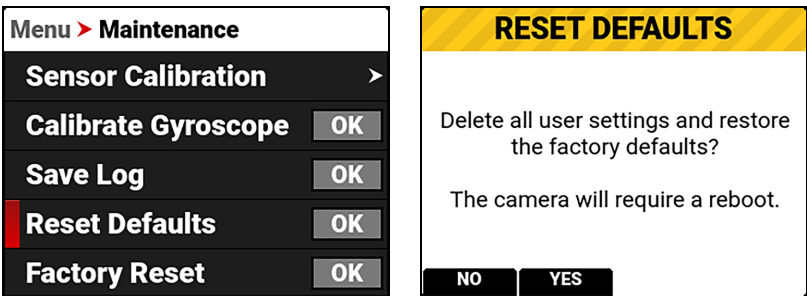 Menu ➤ Maintenance
Sensor Calibration ➤
Calibrate Gyroscope OK
Save Log OK
Reset Defaults OK
Factory Reset OK
RESET DEFAULTS
Delete all user settings and restore
the factory defaults?
The camera will require a reboot.
NO YES